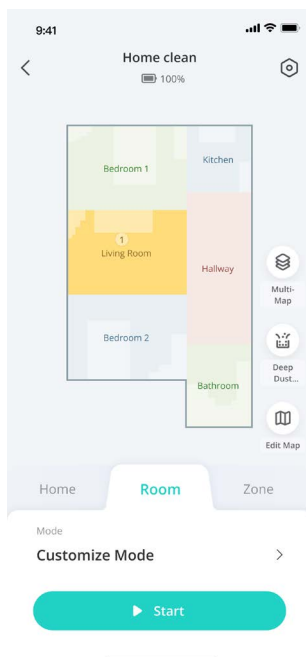 9:41
Home clean
100%
Bedroom 1
Kitchen
1
Living Room
Hallway
Multi-
Map
Bedroom 2
Deep
Dust...
Bathroom
Edit Map
Home
Room
Zone
Mode
Customize Mode
Start